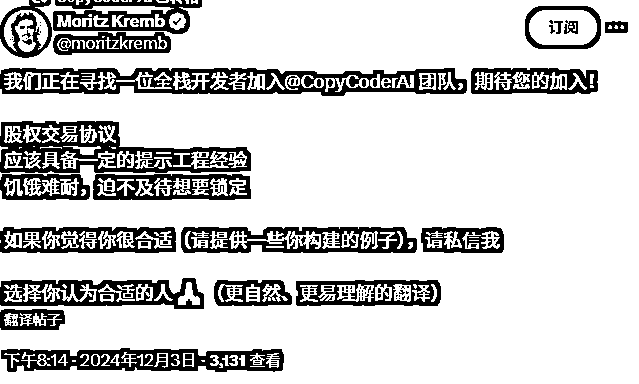 Moritz Kremb
@moritzkremb
订阅
我们正在寻找一位全栈开发者加入@CopyCoderAI 团队，期待您的加入！
股权交易协议
应该具备一定的提示工程经验
饥饿难耐，迫不及待想要锁定
如果你觉得你很合适（请提供一些你构建的例子），请私信我
选择你认为合适的人 （更自然、更易理解的翻译）
翻译帖子
下午8:14 · 2024年12月3日 · 3,131 查看